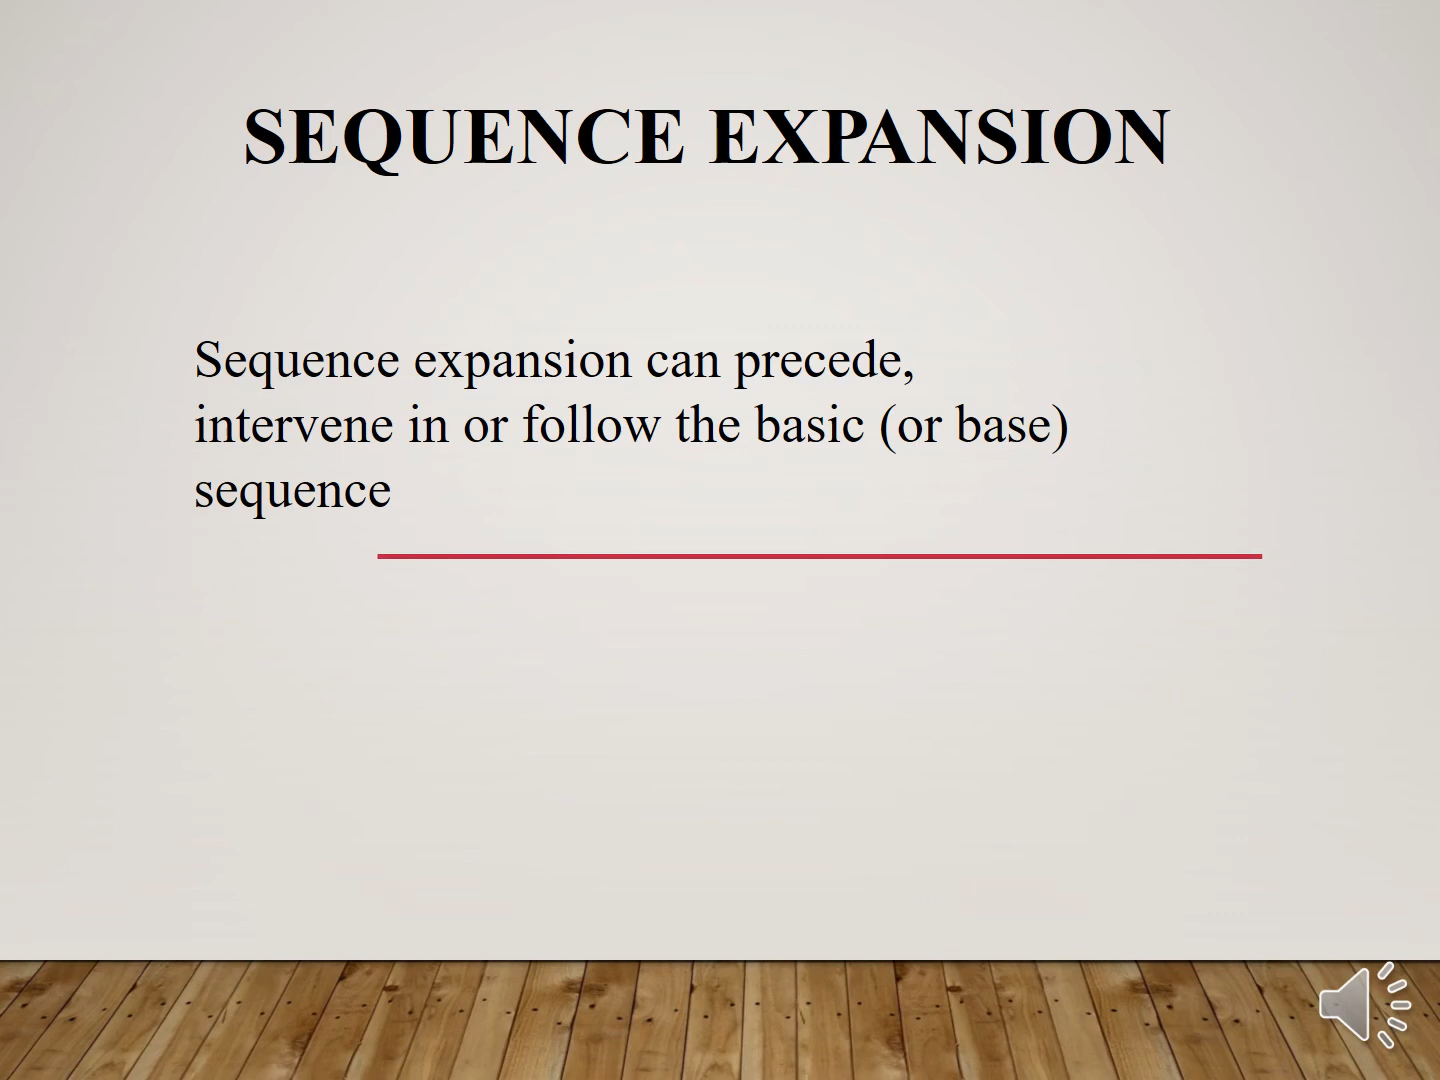 SEQUENCE EXPANSION
Sequence expansion can precede,
intervene in or follow the basic (or base)
sequence